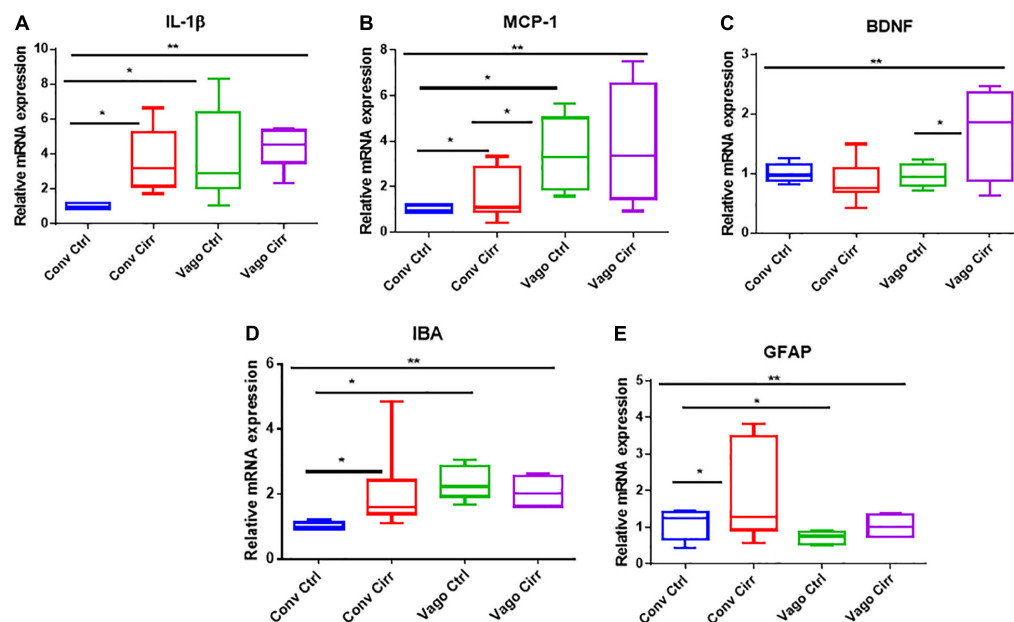 A
IL-1β
Relative mRNA expression
10
8
6
4
2
0
**
*
*
Conv Ctrl
Conv Cirr
Vago Ctrl
Vago Cirr
B
MCP-1
Relative mRNA expression
8
6
4
2
0
**
*
*
*
Conv Ctrl
Conv Cirr
Vago Ctrl
Vago Cirr
C
BDNF
Relative mRNA expression
3
2
1
0
**
*
Conv Ctrl
Conv Cirr
Vago Ctrl
Vago Cirr
D
IBA
Relative mRNA expression
6
4
2
0
**
*
*
Conv Ctrl
Conv Cirr
Vago Ctrl
Vago Cirr
E
GFAP
Relative mRNA expression
5
4
3
2
1
0
**
*
*
Conv Ctrl
Conv Cirr
Vago Ctrl
Vago Cirr